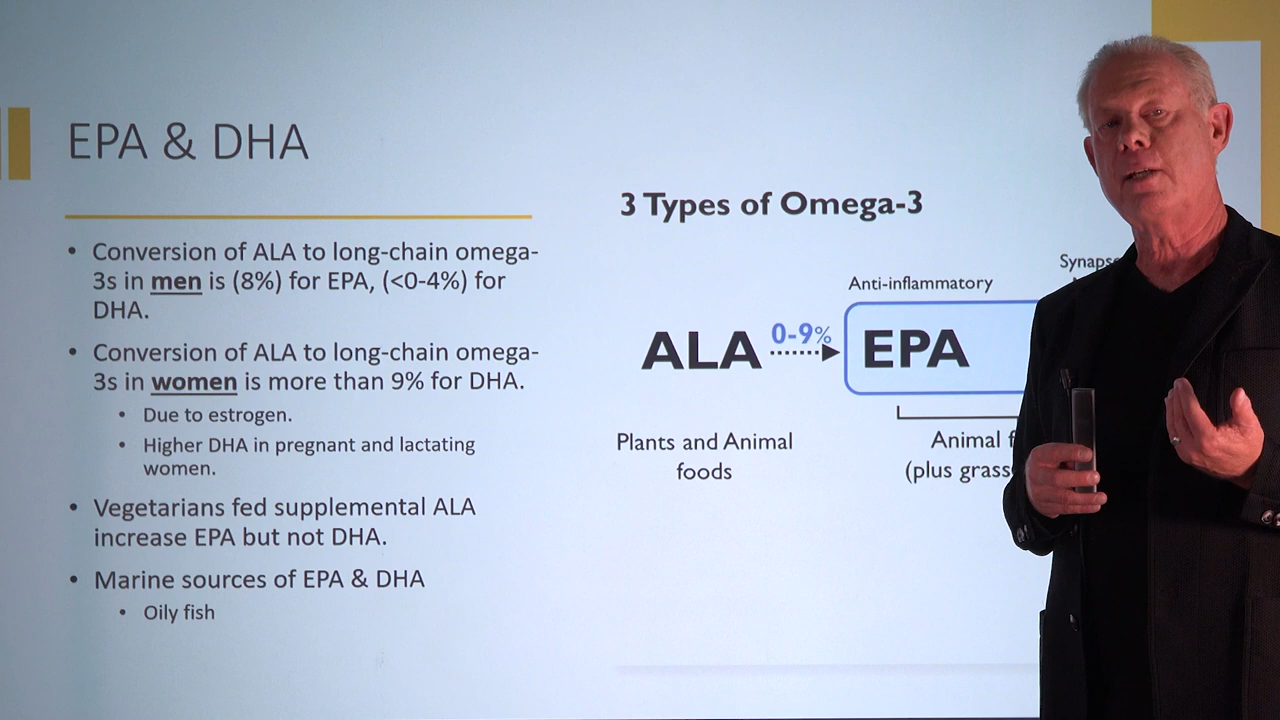 EPA & DHA
• Conversion of ALA to long-chain omega-
3s in men is (8%) for EPA, (<0-4%) for
DHA.
• Conversion of ALA to long-chain omega-
3s in women is more than 9% for DHA.
• Due to estrogen.
• Higher DHA in pregnant and lactating
women.
• Vegetarians fed supplemental ALA
increase EPA but not DHA.
• Marine sources of EPA & DHA
• Oily fish
3 Types of Omega-3
Anti-inflammatory
ALA 0-9% EPA
Plants and Animal
foods
Animal
(plus